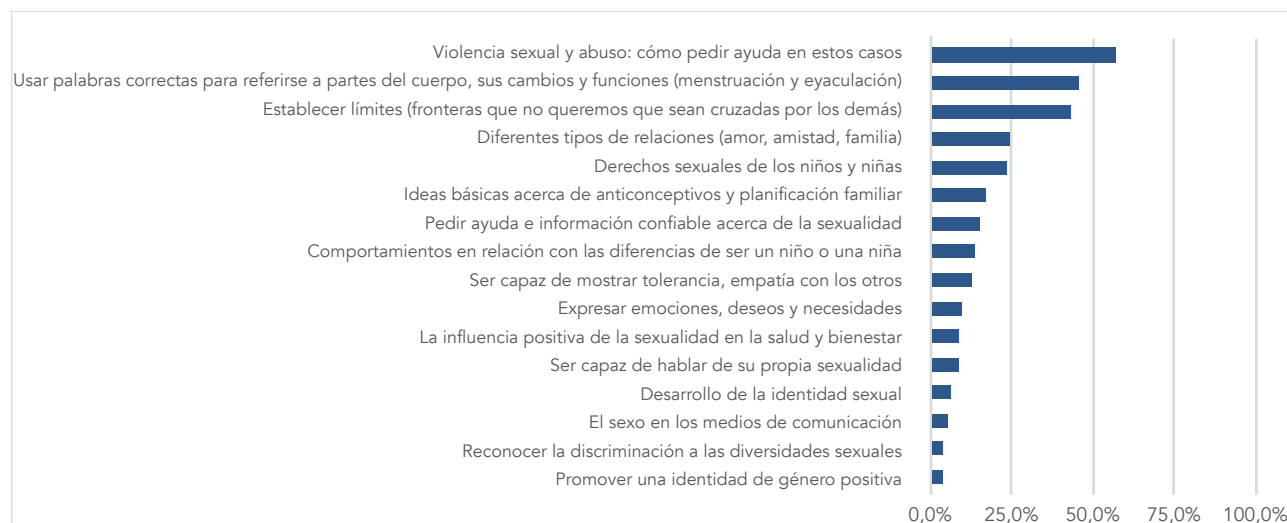 Violencia sexual y abuso: cómo pedir ayuda en estos casos
Usar palabras correctas para referirse a partes del cuerpo, sus cambios y funciones (menstruación y eyaculación)
Establecer límites (fronteras que no queremos que sean cruzadas por los demás)
Diferentes tipos de relaciones (amor, amistad, familia)
Derechos sexuales de los niños y niñas
Ideas básicas acerca de anticonceptivos y planificación familiar
Pedir ayuda e información confiable acerca de la sexualidad
Comportamientos en relación con las diferencias de ser un niño o una niña
Ser capaz de mostrar tolerancia, empatía con los otros
Expresar emociones, deseos y necesidades
La influencia positiva de la sexualidad en la salud y bienestar
Ser capaz de hablar de su propia sexualidad
Desarrollo de la identidad sexual
El sexo en los medios de comunicación
Reconocer la discriminación a las diversidades sexuales
Promover una identidad de género positiva
0,0% 25,0% 50,0% 75,0% 100,0%